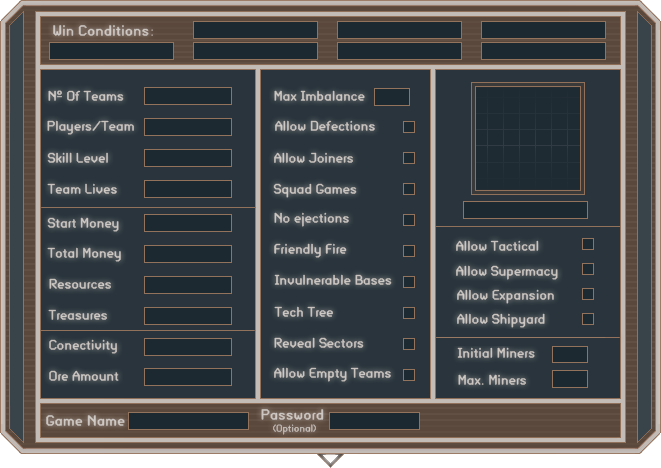 Win Conditions:
Nº Of Teams
Players/Team
Skill Level
Team Lives
Start Money
Total Money
Resources
Treasures
Conectivity
Ore Amount
Max Imbalance
Allow Defections
Allow Joiners
Squad Games
No ejections
Friendly Fire
Invulnerable Bases
Tech Tree
Reveal Sectors
Allow Empty Teams
Allow Tactical
Allow Supermacy
Allow Expansion
Allow Shipyard
Initial Miners
Max. Miners
Game Name
Password
(Optional)